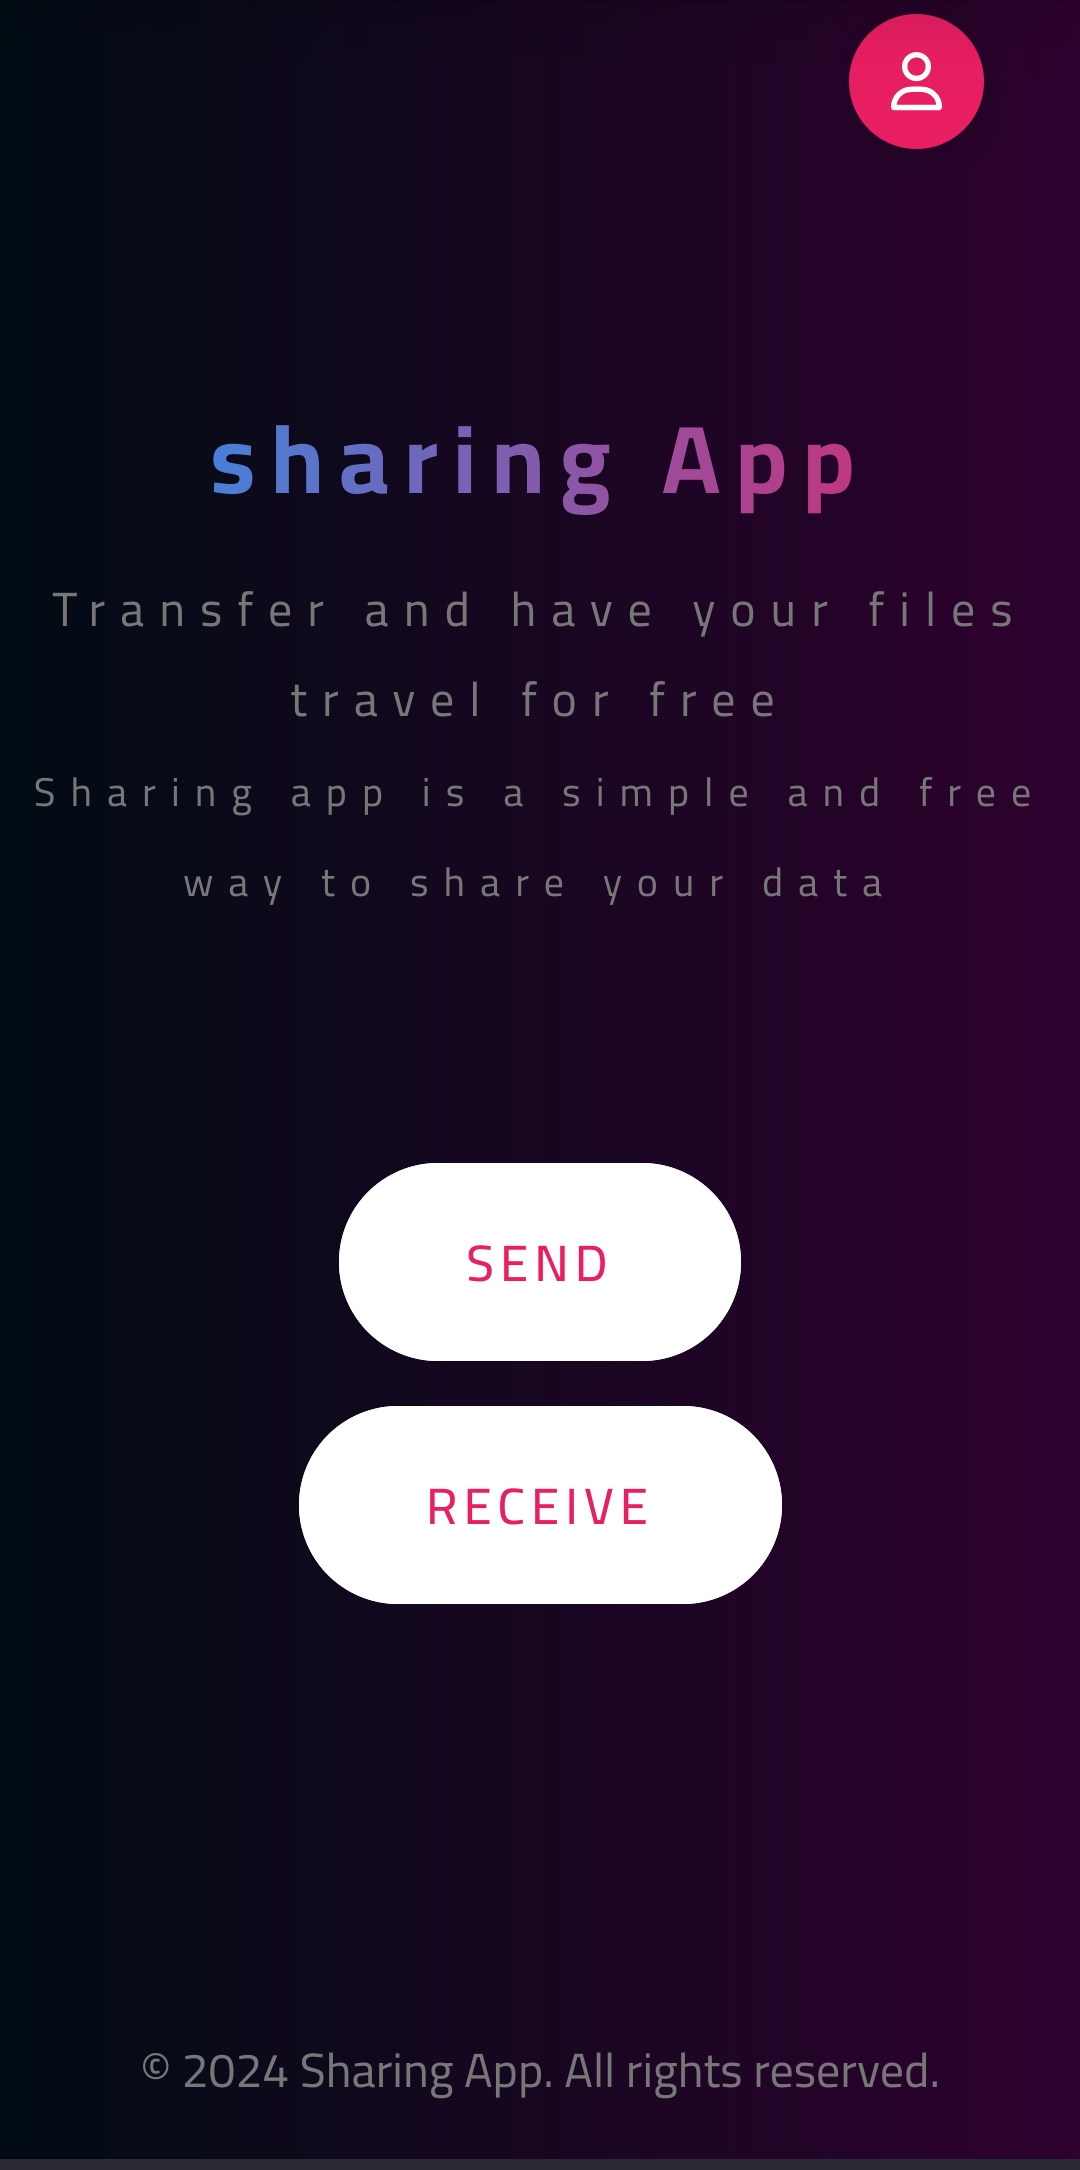 sharing App
Transfer and have your files
travel for free
Sharing app is a simple and free
way to share your data
SEND
RECEIVE
© 2024 Sharing App. All rights reserved.